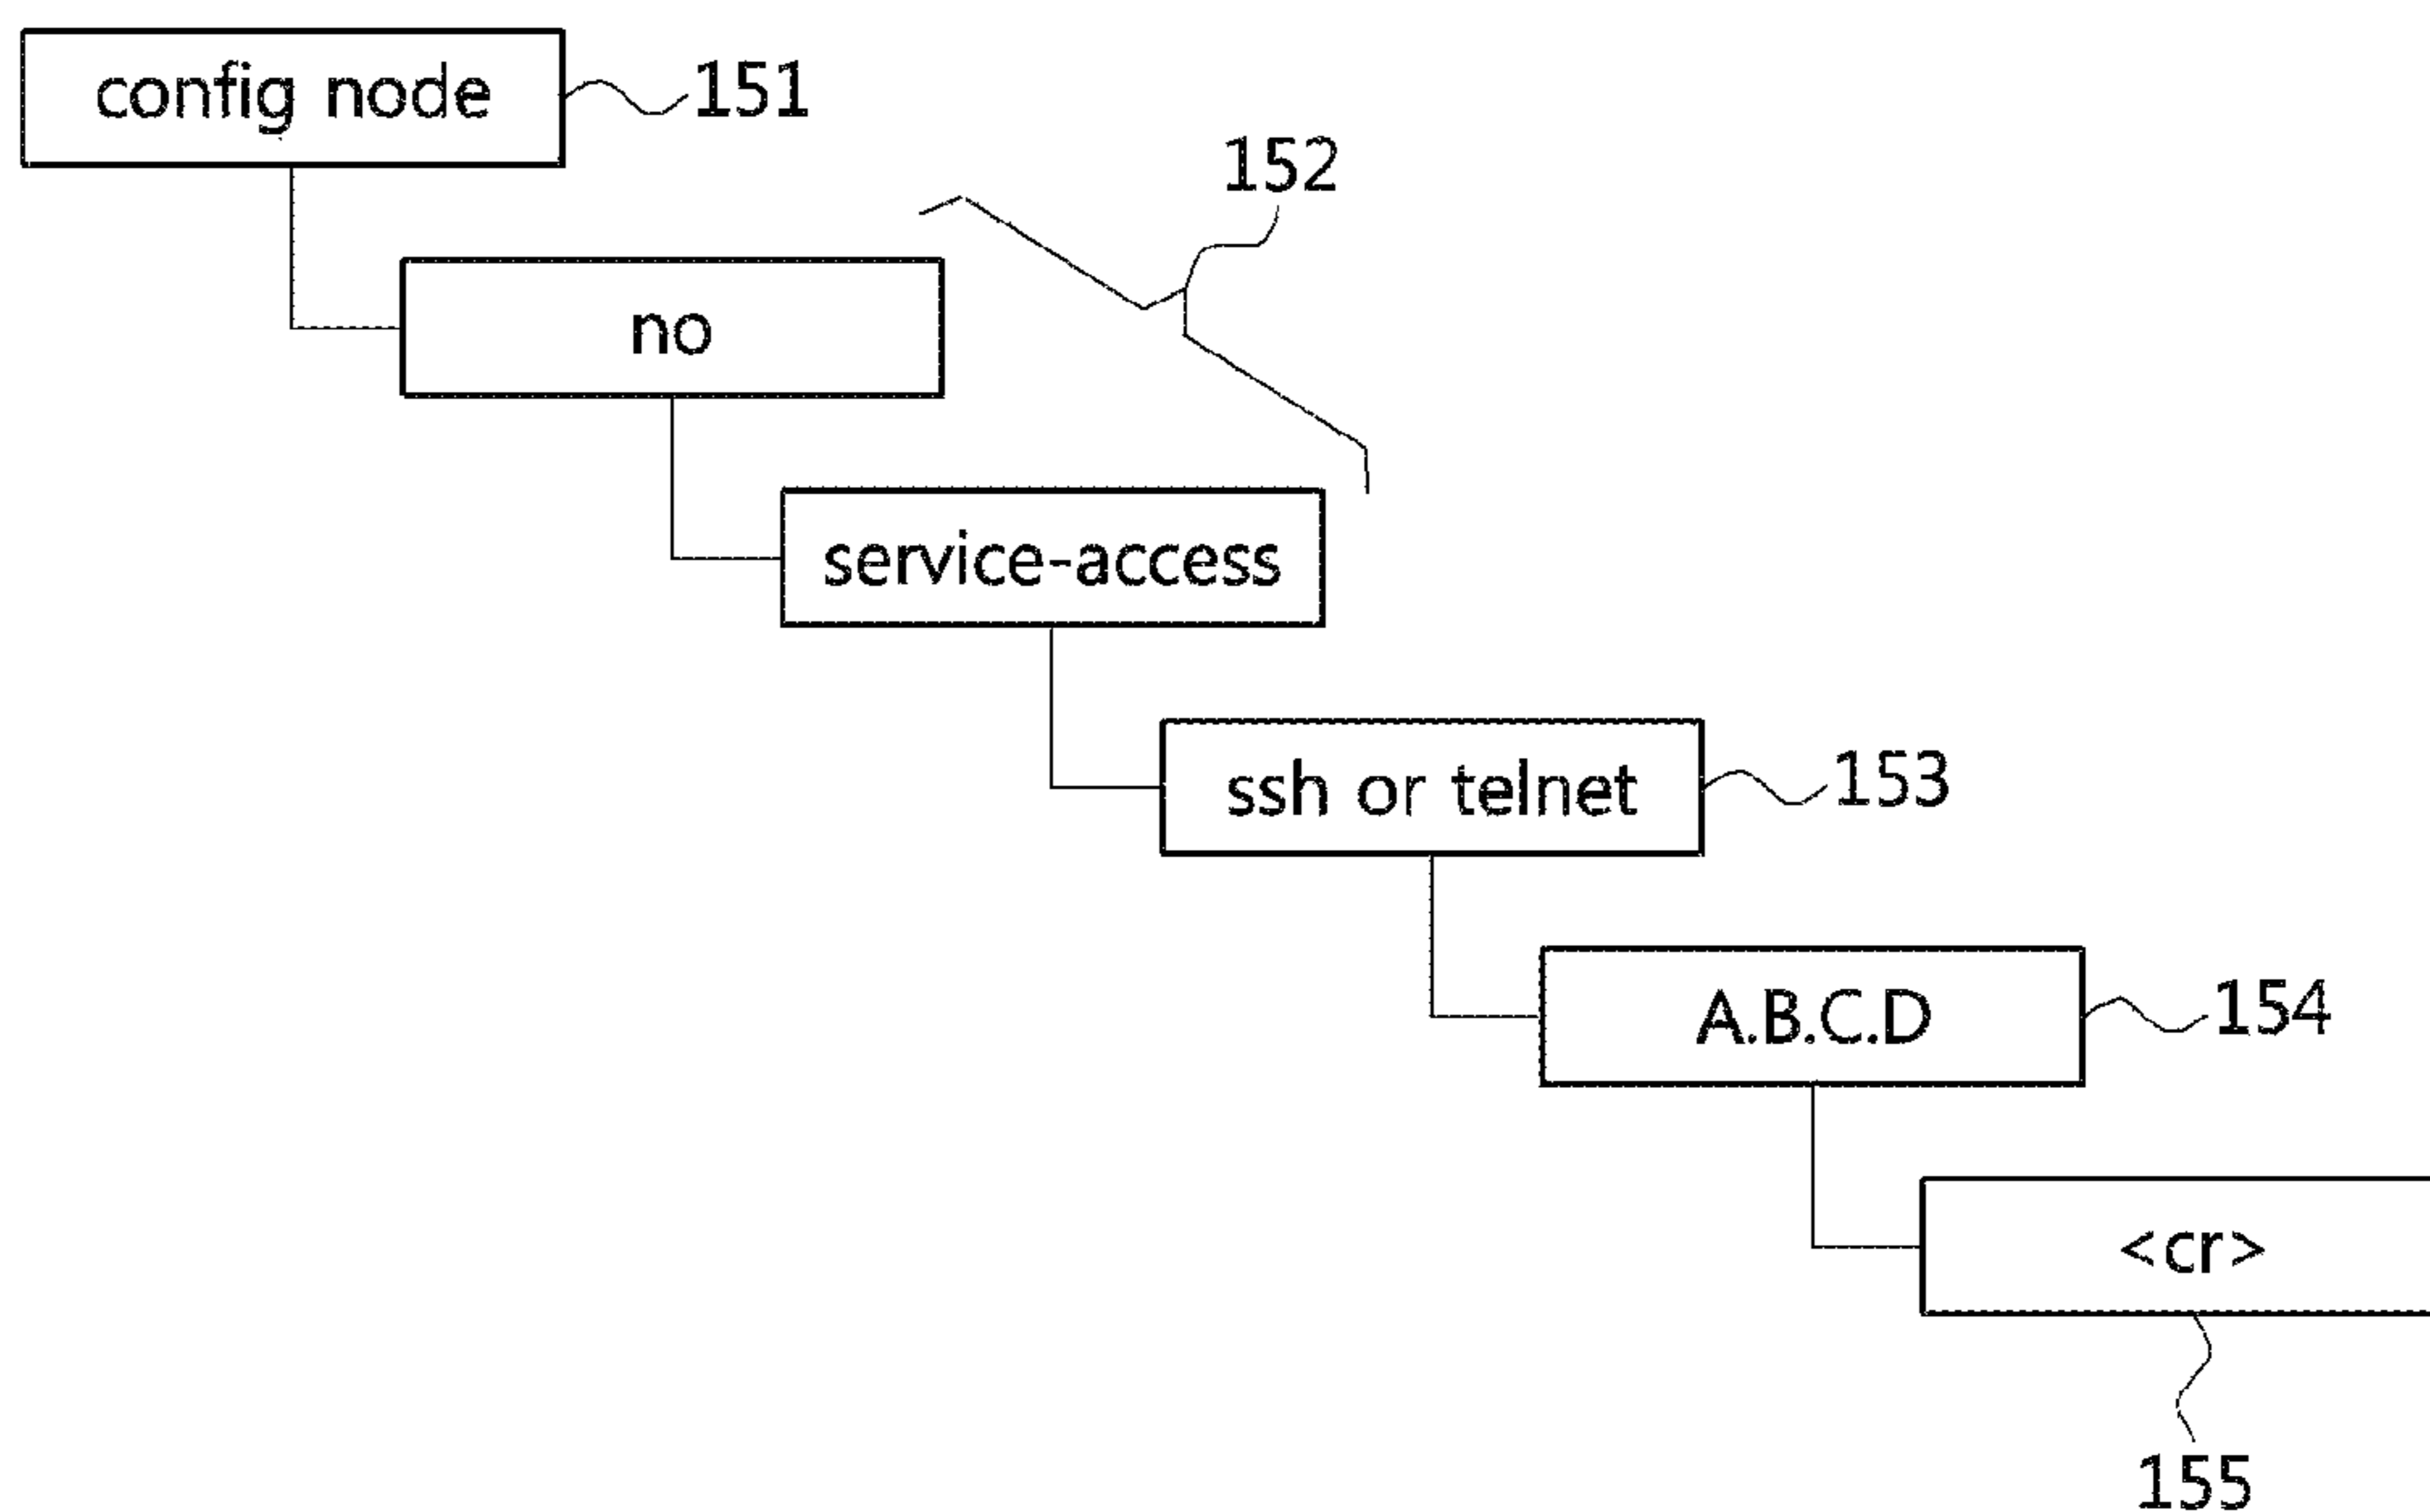 config node
151
152
no
service-access
ssh or telnet
153
A.B.C.D
154
<cr>
155